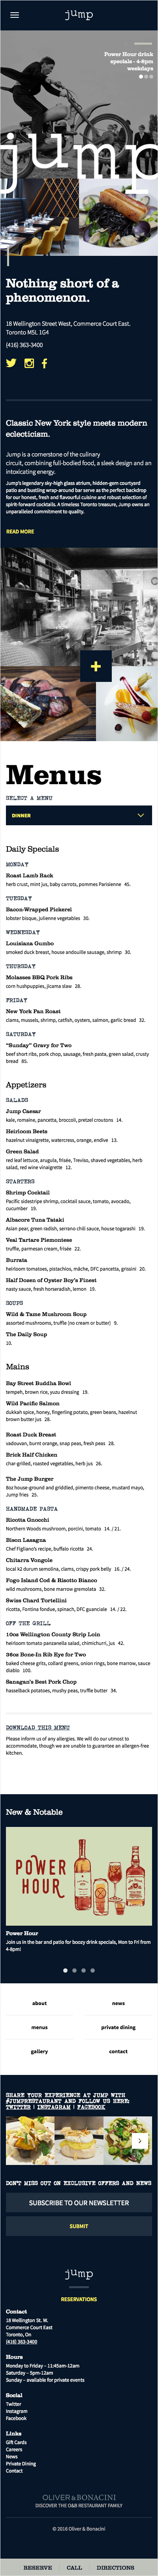 jump
Power Hour drink
specials - 4-8pm
weekdays
jump
Nothing short of a
phenomenon.
18 Wellington Street West, Commerce Court East.
Toronto M5L 1G4
(416) 363-3400
Classic New York style meets modern
eclecticism.
Jump is a cornerstone of the culinary
circuit, combining full-bodied food, a sleek design and an
intoxicating energy.
Jump's legendary sky-high glass atrium, hidden-gem courtyard
patio and bustling wrap-around bar serve as the perfect backdrop
for our honest, fresh and flavourful cuisine and robust selection of
spirit-forward cocktails. A timeless Toronto treasure, Jump owns an
unparalleled commitment to quality.
READ MORE
+
Menus
SELECT A MENU
DINNER
Daily Specials
MONDAY
Roast Lamb Rack
herb crust, mint jus, baby carrots, pommes Parisienne 45.
TUESDAY
Bacon-Wrapped Pickerel
lobster bisque, julienne vegetables 30.
WEDNESDAY
Louisiana Gumbo
smoked duck breast, house andouille sausage, shrimp 30.
THURSDAY
Molasses BBQ Pork Ribs
corn hushpuppies, jicama slaw 28.
FRIDAY
New York Pan Roast
clams, mussels, shrimp, catfish, oysters, salmon, garlic bread 32.
SATURDAY
"Sunday" Gravy for Two
beef short ribs, pork chop, sausage, fresh pasta, green salad, crusty
bread 65.
Appetizers
SALADS
Jump Caesar
kale, romaine, pancetta, broccoli, pretzel croutons 14.
Heirloom Beets
hazelnut vinaigrette, watercress, orange, endive 13.
Green Salad
red leaf lettuce, arugula, frisée, Treviso, shaved vegetables, herb
salad, red wine vinaigrette 12.
STARTERS
Shrimp Cocktail
Pacific sidestripe shrimp, cocktail sauce, tomato, avocado,
cucumber 19.
Albacore Tuna Tataki
Asian pear, green radish, serrano chili sauce, house togarashi 19.
Veal Tartare Piemontese
truffle, parmesan cream, frisée 22.
Burrata
heirloom tomatoes, pistachios, mâche, DFC pancetta, grissini 20.
Half Dozen of Oyster Boy's Finest
nasty sauce, fresh horseradish, lemon 19.
SOUPS
Wild & Tame Mushroom Soup
assorted mushrooms, truffle (no cream or butter) 9.
The Daily Soup
10.
Mains
Bay Street Buddha Bowl
tempeh, brown rice, yuzu dressing 19.
Wild Pacific Salmon
dukkah spice, honey, fingerling potato, green beans, hazelnut
brown butter jus 28.
Roast Duck Breast
vadouvan, burnt orange, snap peas, fresh peas 28.
Brick Half Chicken
char-grilled, roasted vegetables, herb jus 26.
The Jump Burger
8oz house-ground and griddled, pimento cheese, mustard mayo,
jump fries 25.
HANDMADE PASTA
Ricotta Gnocchi
Northern Woods mushroom, porcini, tomato 14. / 21.
Bison Lasagna
Chef Figliano's recipe, buffalo ricotta 24.
Chitarra Vongole
local K2 durum semolina, clams, crispy pork belly 16. / 24.
Fogo Island Cod & Risotto Bianco
wild mushrooms, bone marrow gremolata 32.
Swiss Chard Tortellini
ricotta, Fontina fondue, spinach, DFC guanciale 14. / 22.
OFF THE GRILL
10oz Wellington County Strip Loin
heirloom tomato panzanella salad, chimichurri, jus 42.
36oz Bone-In Rib Eye for Two
baked cheese grits, collard greens, onion rings, bone marrow, sauce
diablo 100.
Sanagan's Best Pork Chop
hasselback potatoes, mushy peas, truffle butter 34.
DOWNLOAD THIS MENU
Please inform us of any allergies. We will do our utmost to
accommodate, though we are unable to guarantee an allergen-free
kitchen.
New & Notable
POWER
HOUR
Power Hour
Join us in the bar and patio for boozy drink specials, Mon to Fri from
4-8pm!
about
news
menus
private dining
gallery
contact
SHARE YOUR EXPERIENCE AT JUMP WITH
#JUMPRESTAURANT AND FOLLOW US HERE:
TWITTER | INSTAGRAM | FACEBOOK
DON'T MISS OUT ON EXCLUSIVE OFFERS AND NEWS
SUBSCRIBE TO OUR NEWSLETTER
SUBMIT
jump
RESERVATIONS
Contact
18 Wellington St. W.
Commerce Court East
Toronto, On
(416) 363-3400
Hours
Monday to Friday – 11:45am-12am
Saturday – 5pm-12am
Sunday – available for private events
Social
Twitter
Instagram
Facebook
Links
Gift Cards
Careers
News
Private Dining
Contact
OLIVER&BONACINI
DISCOVER THE O&B RESTAURANT FAMILY
© 2016 Oliver & Bonacini
RESERVE
CALL
DIRECTIONS